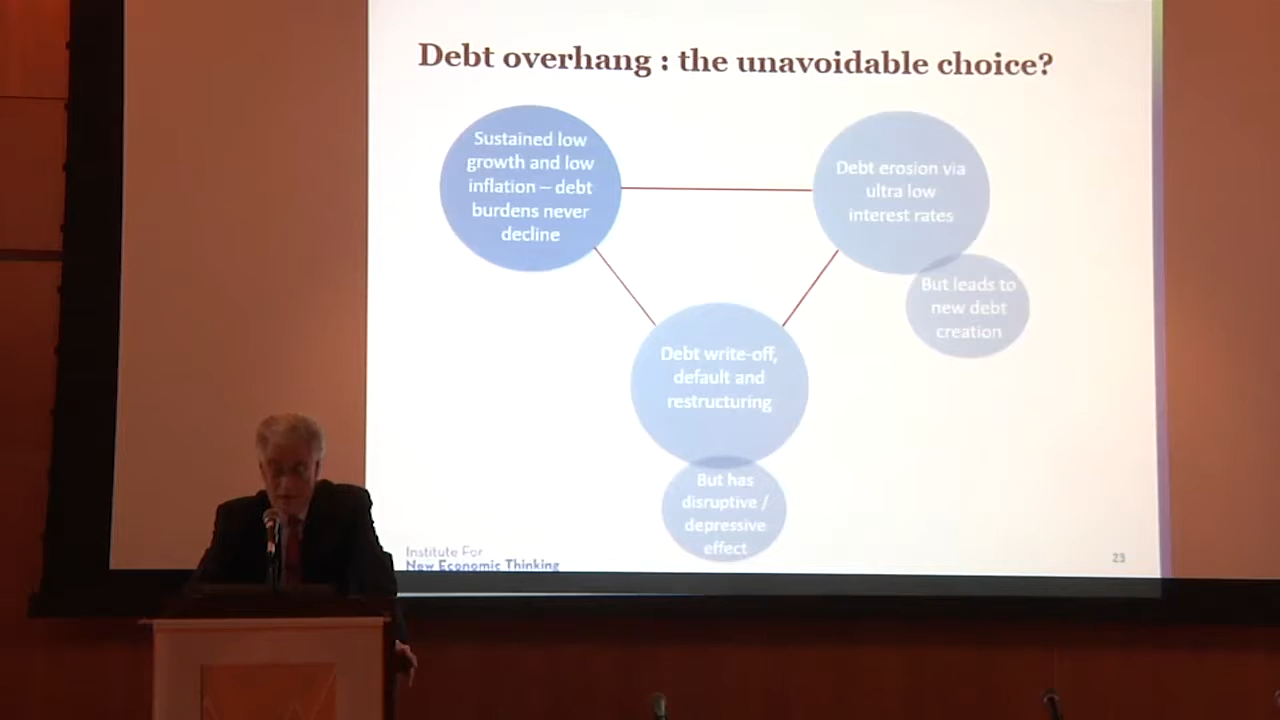 Debt overhang : the unavoidable choice?
Sustained low
growth and low
inflation – debt
burdens never
decline
Debt erosion via
ultra low
interest rates
But leads to
new debt
creation
Debt write-off,
default and
restructuring
But has
disruptive /
depressive
effect
Institute For
New Economic Thinking
23